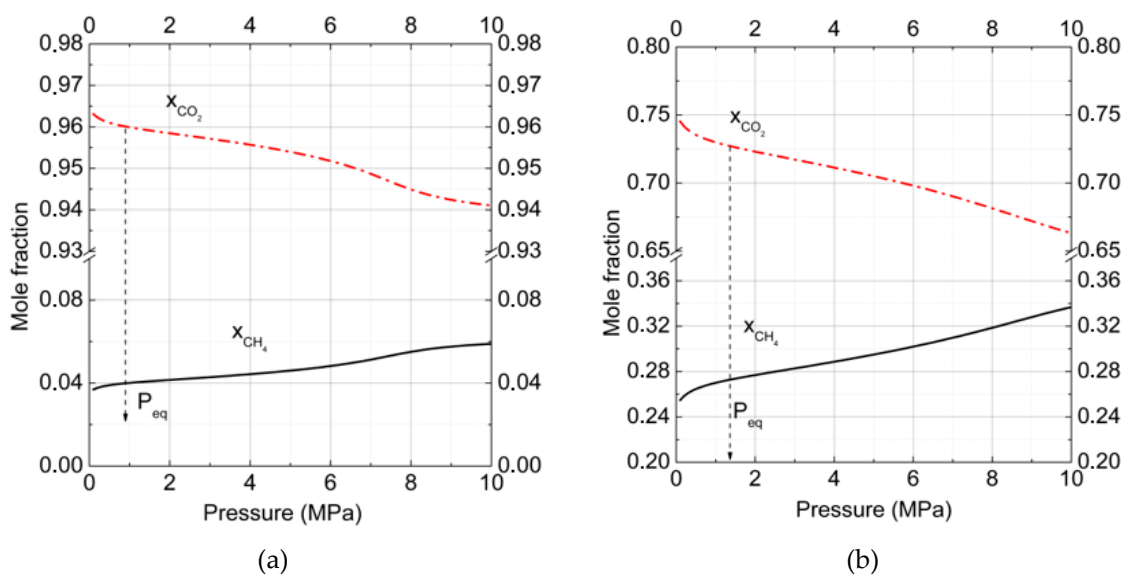 0 2 4 6 8 10
0.98 0.98
0.97 0.97
0.96 0.96
0.95 0.95
0.94 0.94
0.93 0.93
0.08 0.08
0.04 0.04
0.00 0.00
Mole fraction
x_CO2
x_CH4
P_eq
0 2 4 6 8 10
Pressure (MPa)
(a)
0 2 4 6 8 10
0.80 0.80
0.75 0.75
0.70 0.70
0.65 0.65
0.36 0.36
0.32 0.32
0.28 0.28
0.24 0.24
0.20 0.20
Mole fraction
x_CO2
x_CH4
P_eq
0 2 4 6 8 10
Pressure (MPa)
(b)